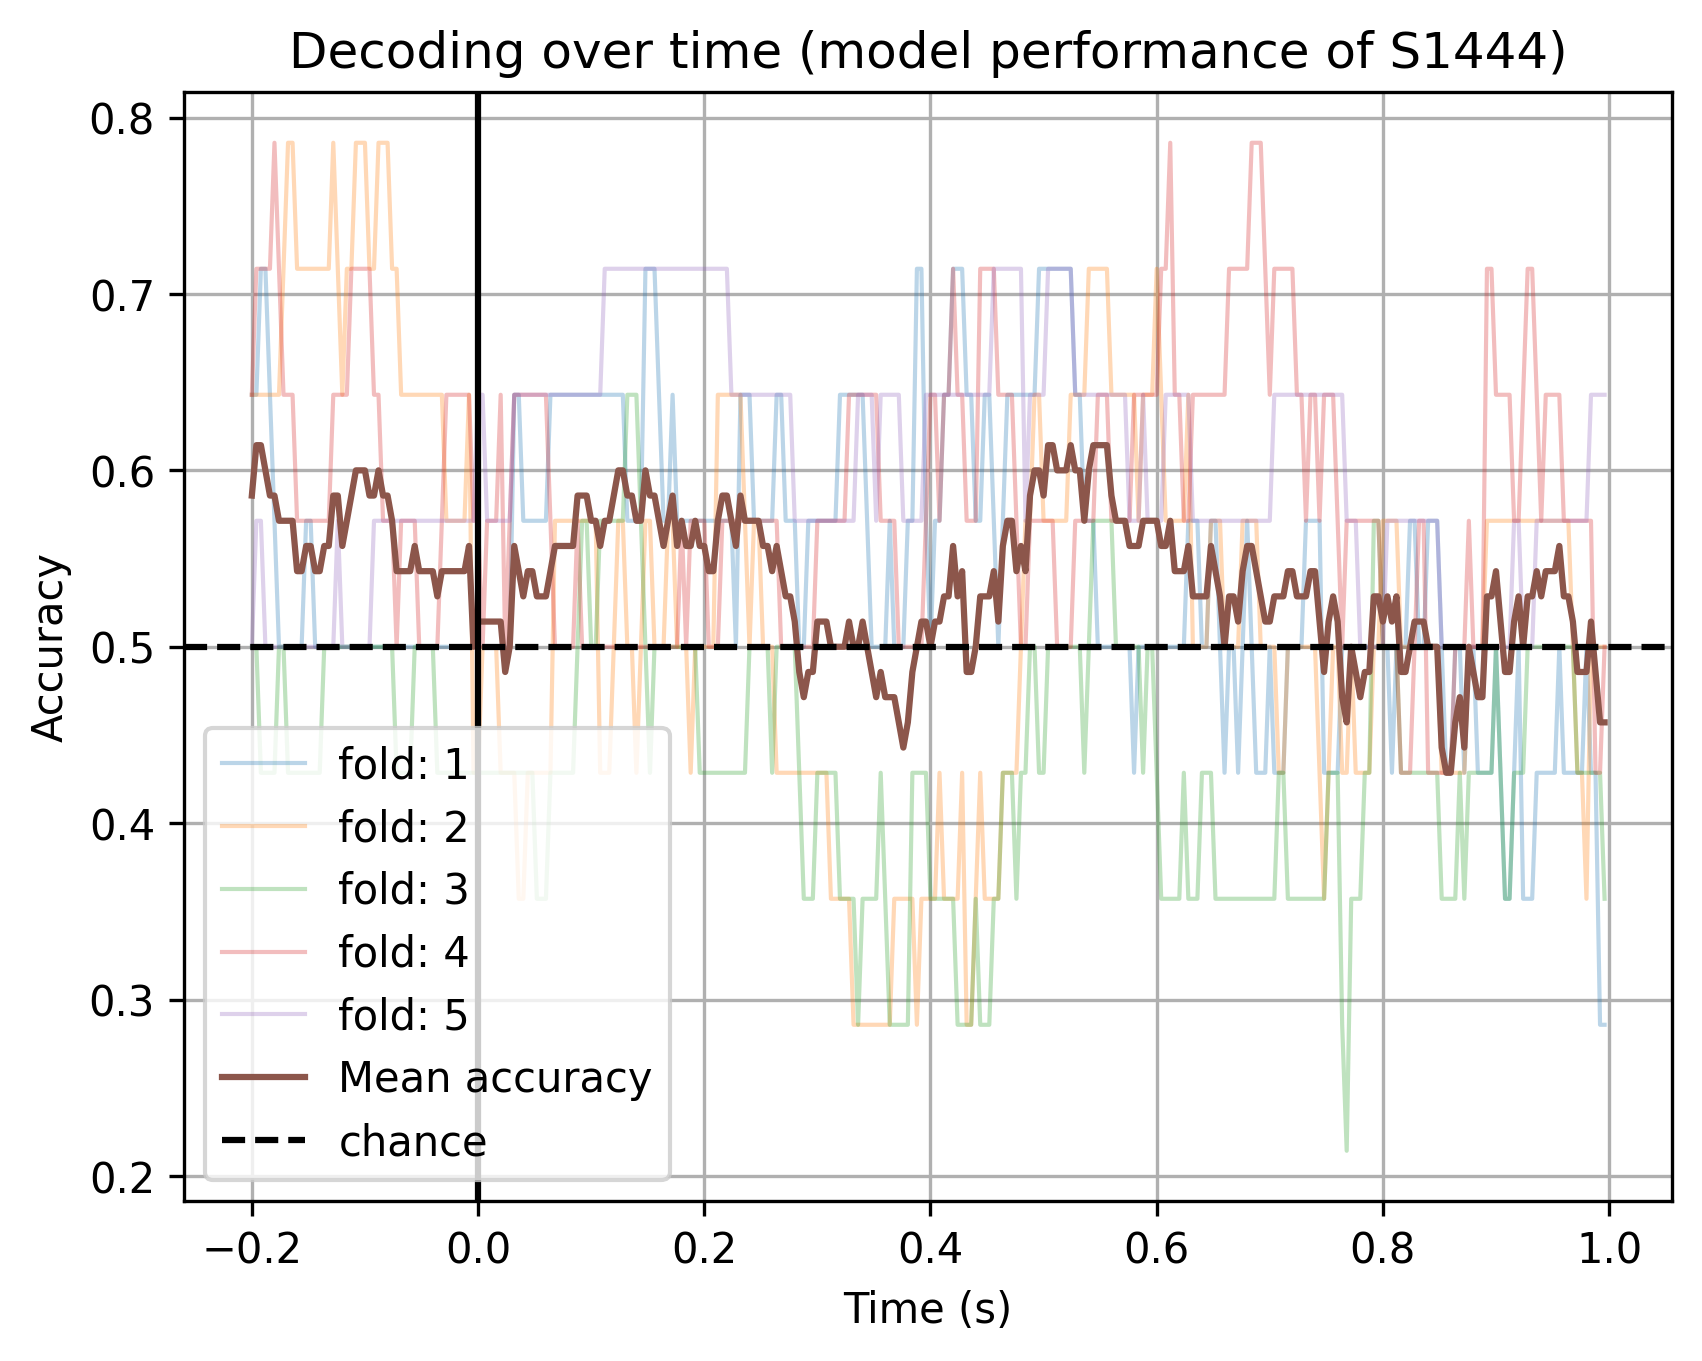 Decoding over time (model performance of S1444)
0.8
0.7
0.6
0.5
0.4
0.3
0.2
Accuracy
fold: 1
fold: 2
fold: 3
fold: 4
fold: 5
Mean accuracy
chance
−0.2 0.0 0.2 0.4 0.6 0.8 1.0
Time (s)